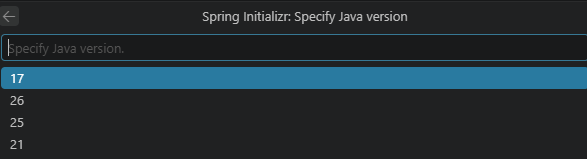 Spring Initializr: Specify Java version
Specify Java version.
17
26
25
21